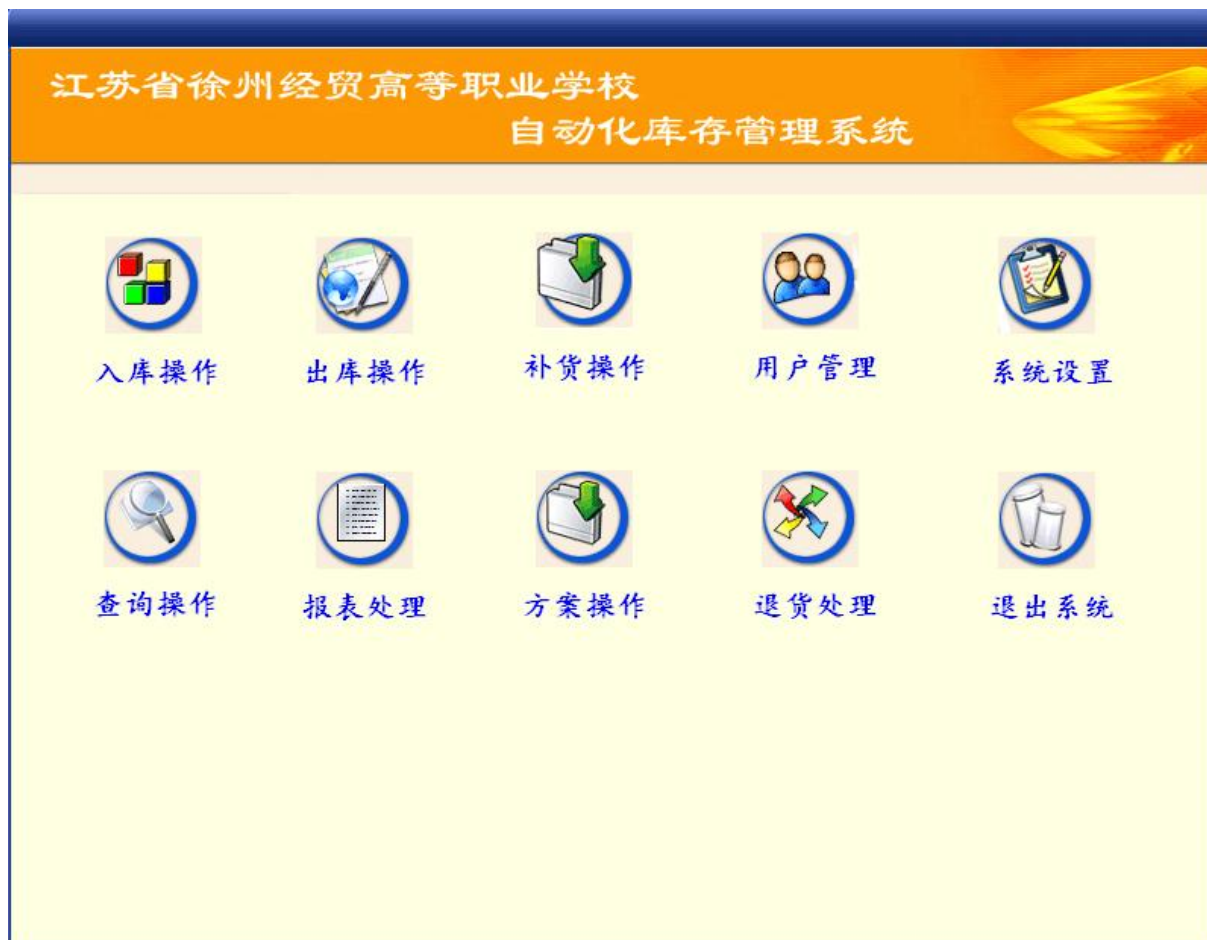 江苏省徐州经贸高等职业学校
自动化库存管理系统
入库操作 出库操作 补货操作 用户管理 系统设置
查询操作 报表处理 方案操作 退货处理 退出系统